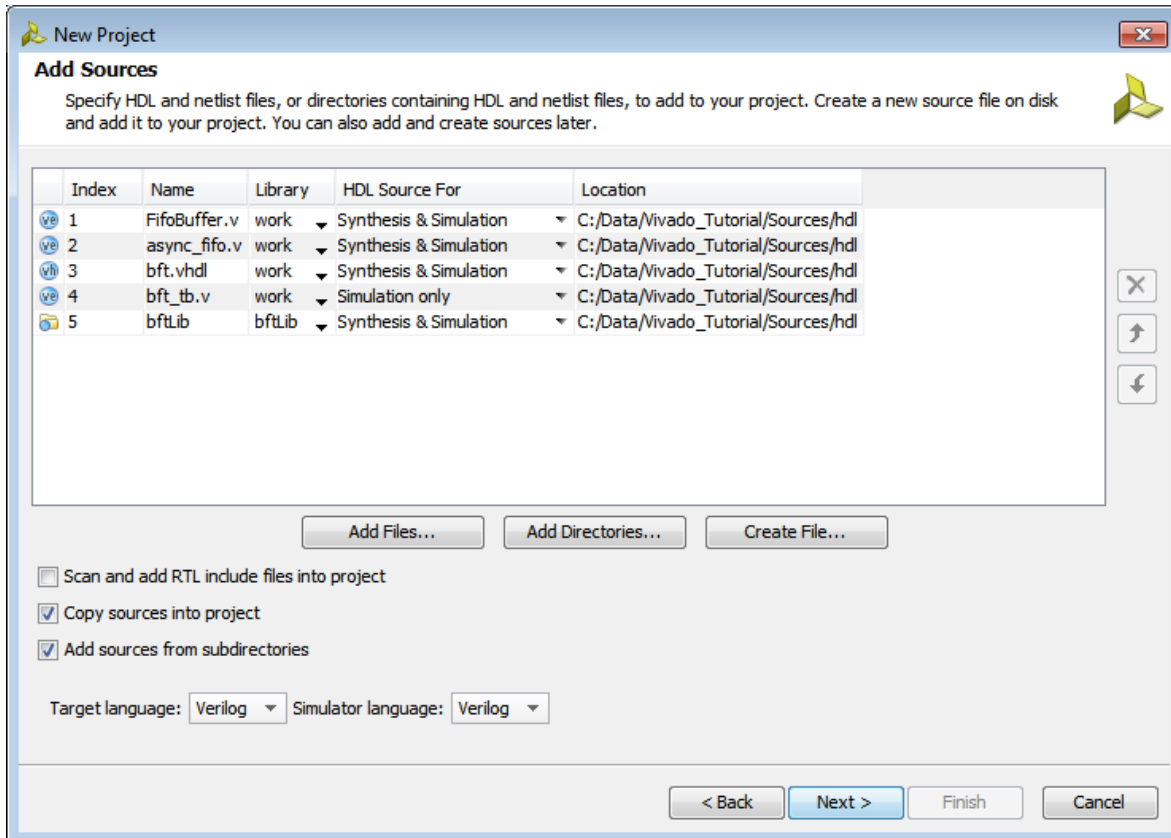 New Project
Add Sources
Specify HDL and netlist files, or directories containing HDL and netlist files, to add to your project. Create a new source file on disk
and add it to your project. You can also add and create sources later.
Index Name Library HDL Source For Location
ve 1 FifoBuffer.v work Synthesis & Simulation C:/Data/Vivado_Tutorial/Sources/hdl
ve 2 async_fifo.v work Synthesis & Simulation C:/Data/Vivado_Tutorial/Sources/hdl
vh 3 bft.vhdl work Synthesis & Simulation C:/Data/Vivado_Tutorial/Sources/hdl
ve 4 bft_tb.v work Simulation only C:/Data/Vivado_Tutorial/Sources/hdl
5 bftLib bftLib Synthesis & Simulation C:/Data/Vivado_Tutorial/Sources/hdl
Add Files... Add Directories... Create File...
Scan and add RTL include files into project
Copy sources into project
Add sources from subdirectories
Target language: Verilog Simulator language: Verilog
< Back Next > Finish Cancel